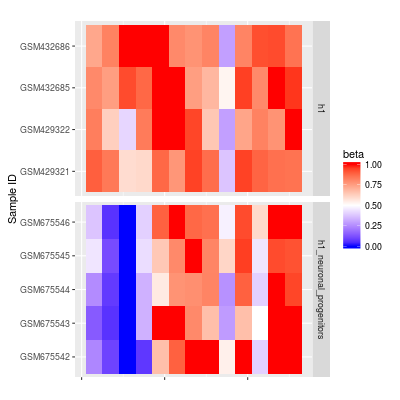 Sample ID
GSM432686
GSM432685
GSM429322
GSM429321
h1
GSM675546
GSM675545
GSM675544
GSM675543
GSM675542
h1_neuronal_progenitors
beta
1.00
0.75
0.50
0.25
0.00